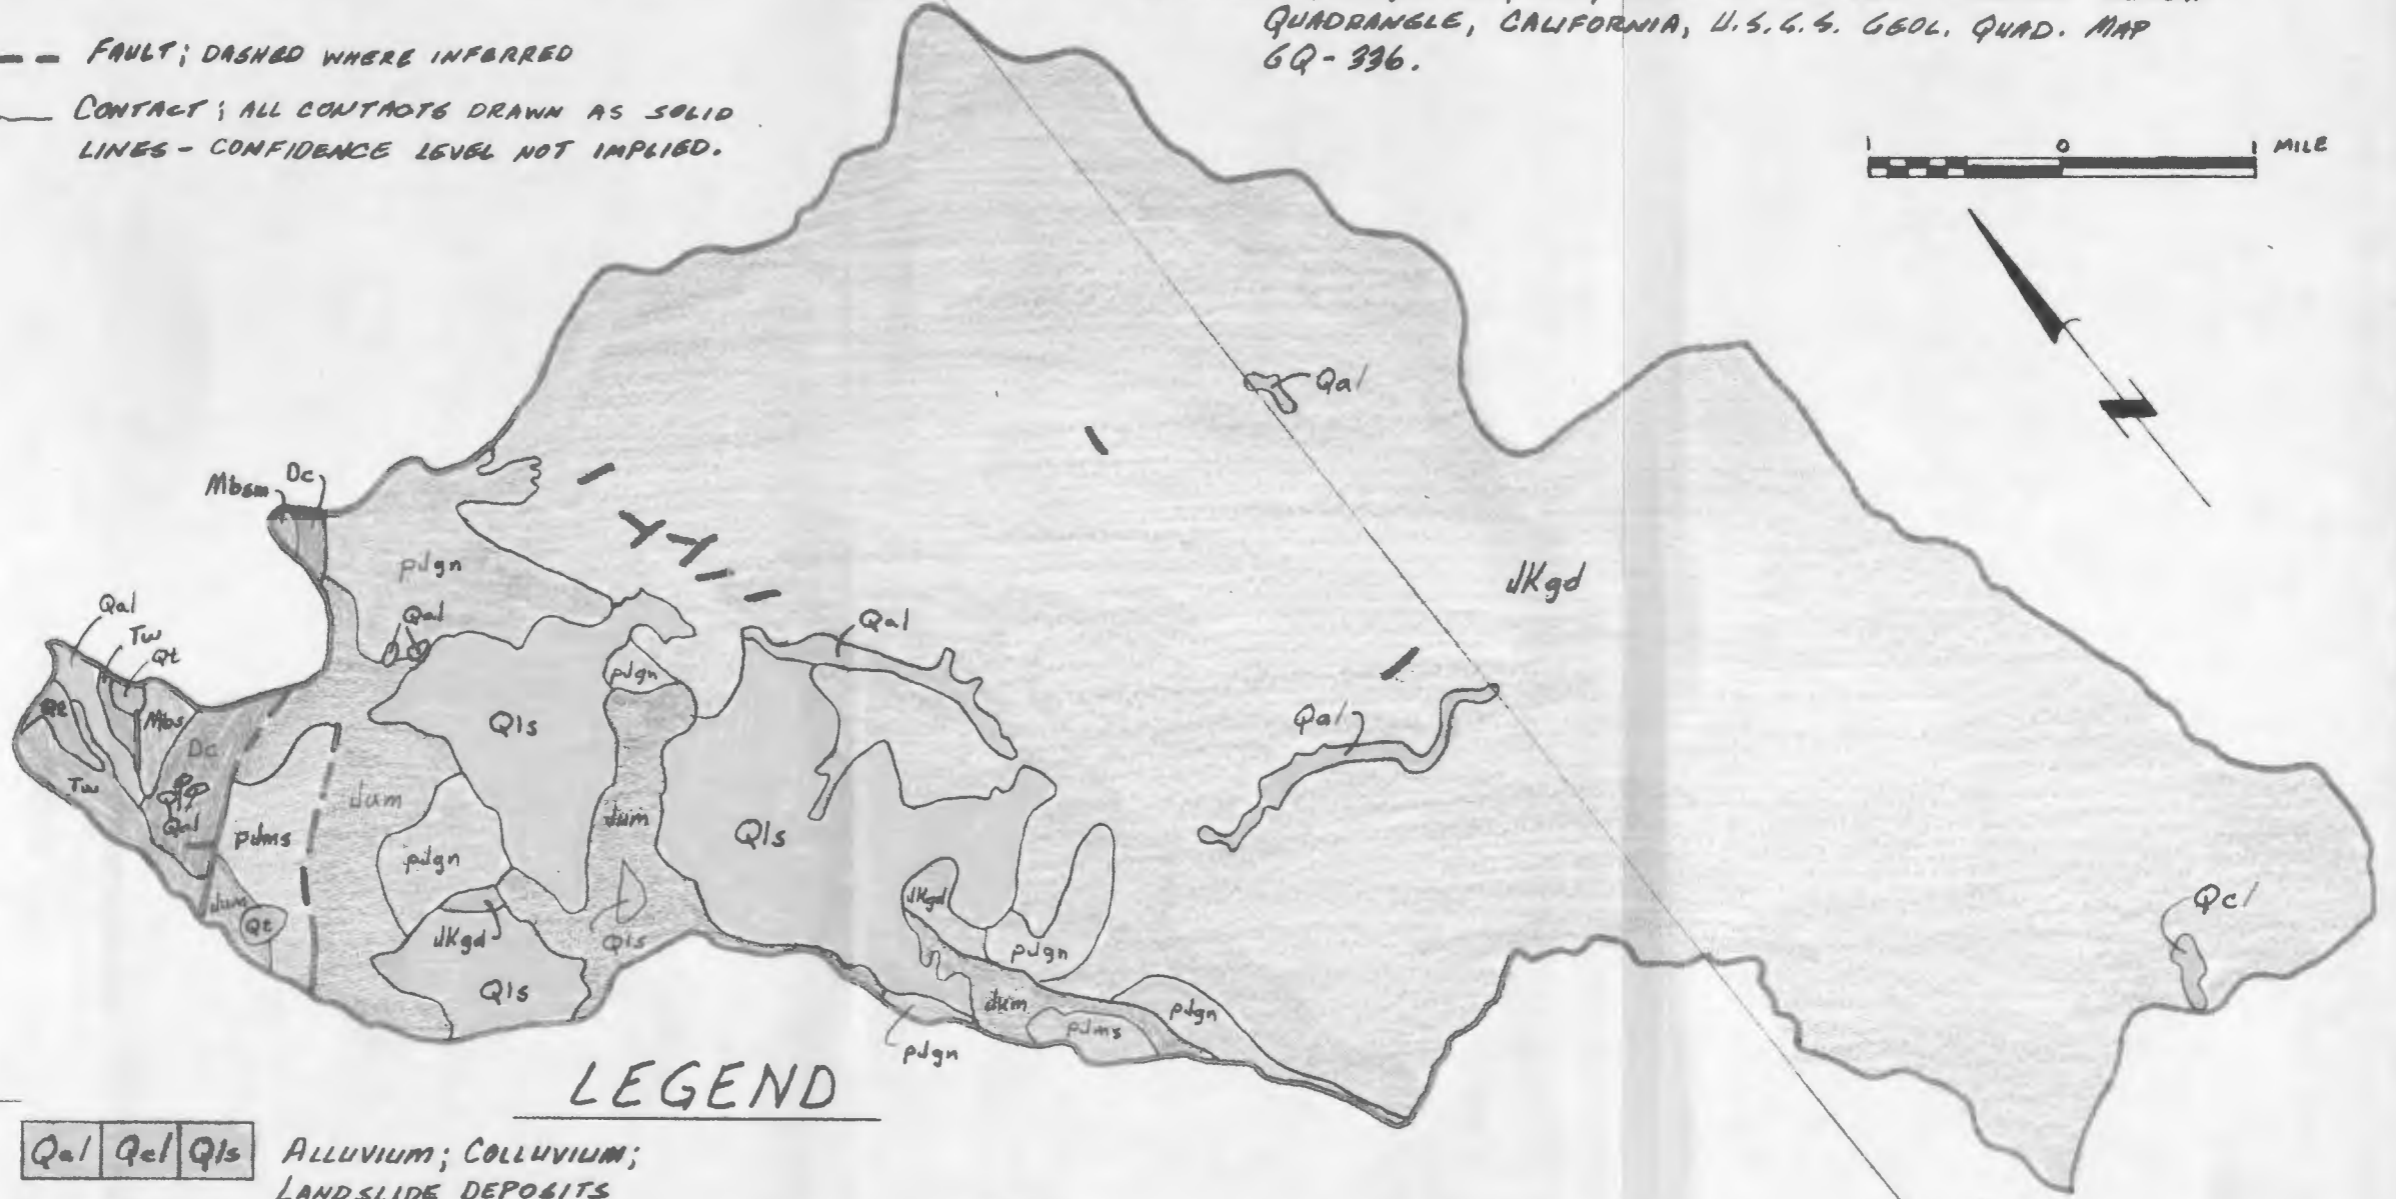 QUADRANGLE, CALIFORNIA, U.S.G.S. GEOL. QUAD. MAP
GQ-336.
FAULT; DASHED WHERE INFERRED
CONTACT; ALL CONTACTS DRAWN AS SOLID
LINES - CONFIDENCE LEVEL NOT IMPLIED.
1 0 1 MILE
Qal
Mbsm
Dc
pJgn
JKgd
Qal
Qal
Qal
Tw
Qt
pJgn
Qt
Mbs
Qls
Qal
Dc
Tw
Jum
Jum
Qls
Qal
pJms
pJgn
JKgd
Qcl
Jum
Qt
JKgd
Qls
pJgn
Qls
Jum
pJgn
pJms
pJgn
LEGEND
Qal Qcl Qls ALLUVIUM; COLLUVIUM;
LANDSLIDE DEPOSITS